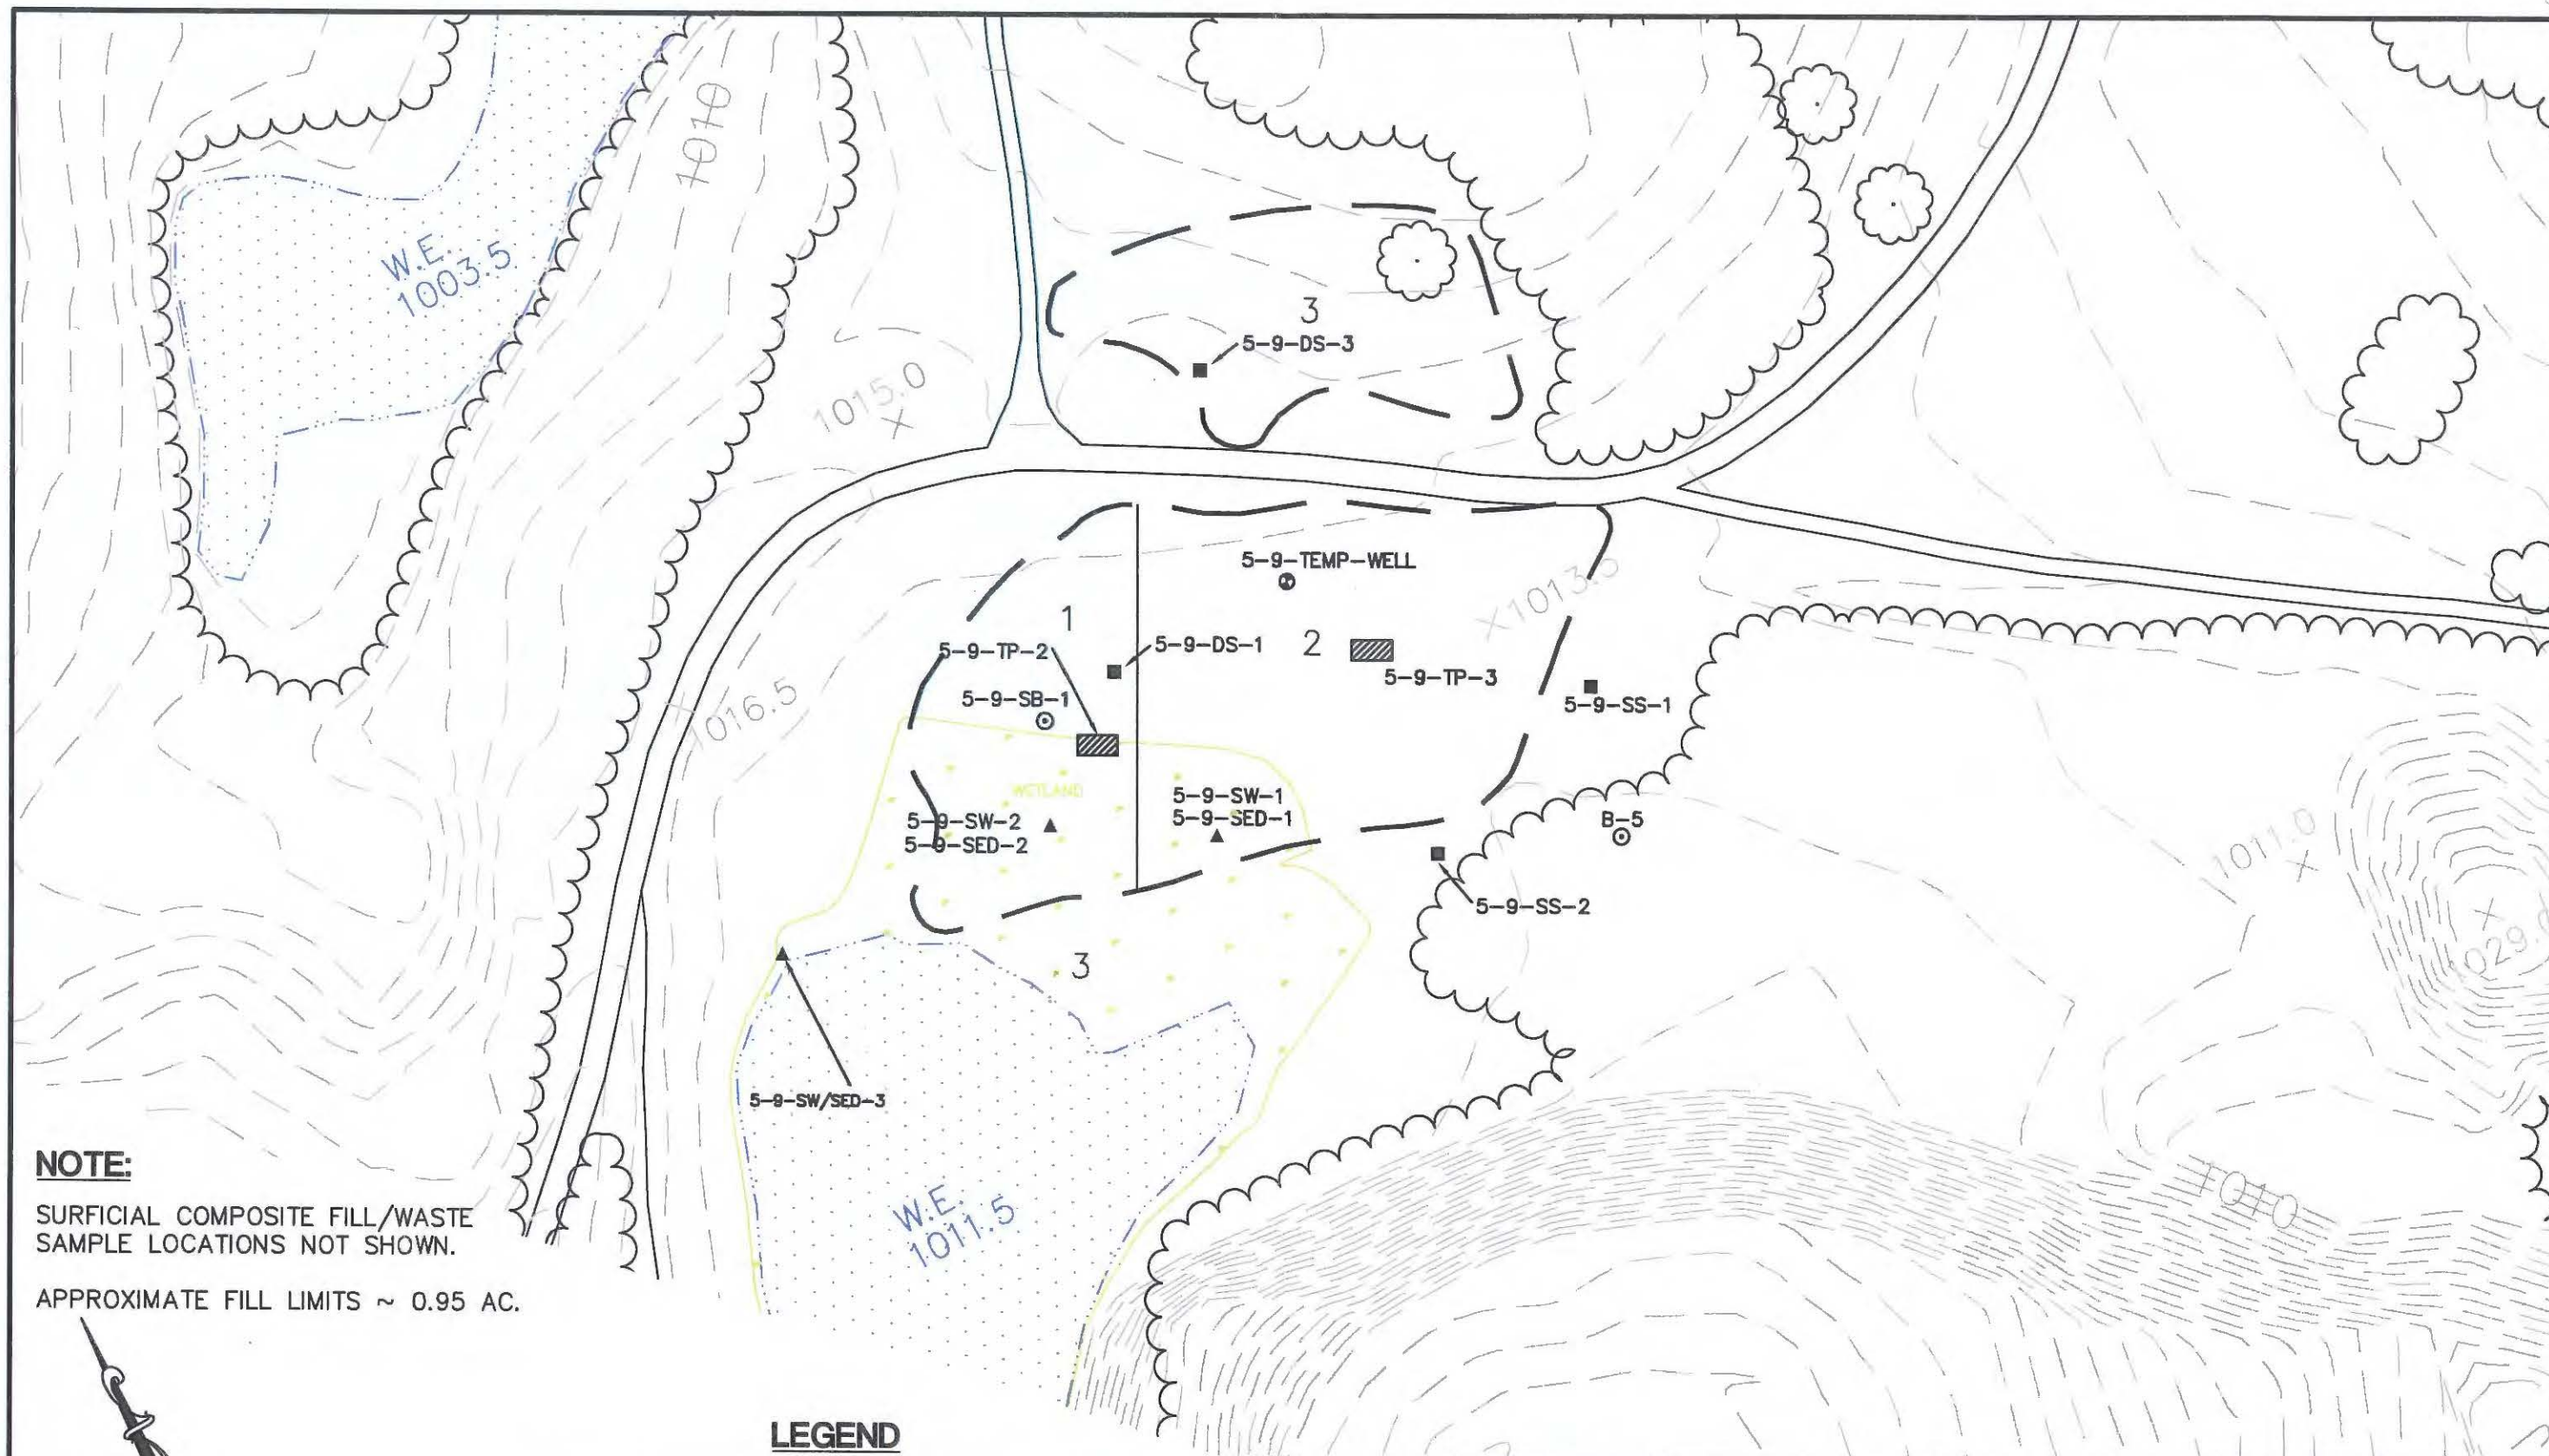 1010
W.E.
1003.5
3
5-9-DS-3
1015.0
5-9-TEMP-WELL
1013.5
1
2
5-9-TP-2
5-9-DS-1
5-9-TP-3
5-9-SB-1
5-9-SS-1
1016.5
WETLAND
5-9-SW-1
5-9-SED-1
5-9-SW-2
5-9-SED-2
B-5
1011.0
5-9-SS-2
3
1029.0
5-9-SW/SED-3
W.E.
1011.5
1010
NOTE:
SURFICIAL COMPOSITE FILL/WASTE
SAMPLE LOCATIONS NOT SHOWN.
APPROXIMATE FILL LIMITS ~ 0.95 AC.
LEGEND